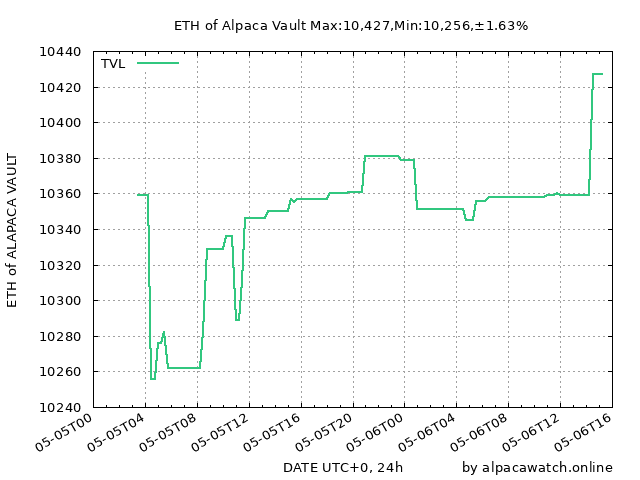 ETH of Alpaca Vault Max:10,427,Min:10,256,±1.63%
TVL
ETH of ALAPACA VAULT
10440
10420
10400
10380
10360
10340
10320
10300
10280
10260
10240
05-05T00
05-05T04
05-05T08
05-05T12
05-05T16
05-05T20
05-06T00
05-06T04
05-06T08
05-06T12
05-06T16
DATE UTC+0, 24h
by alpacawatch.online